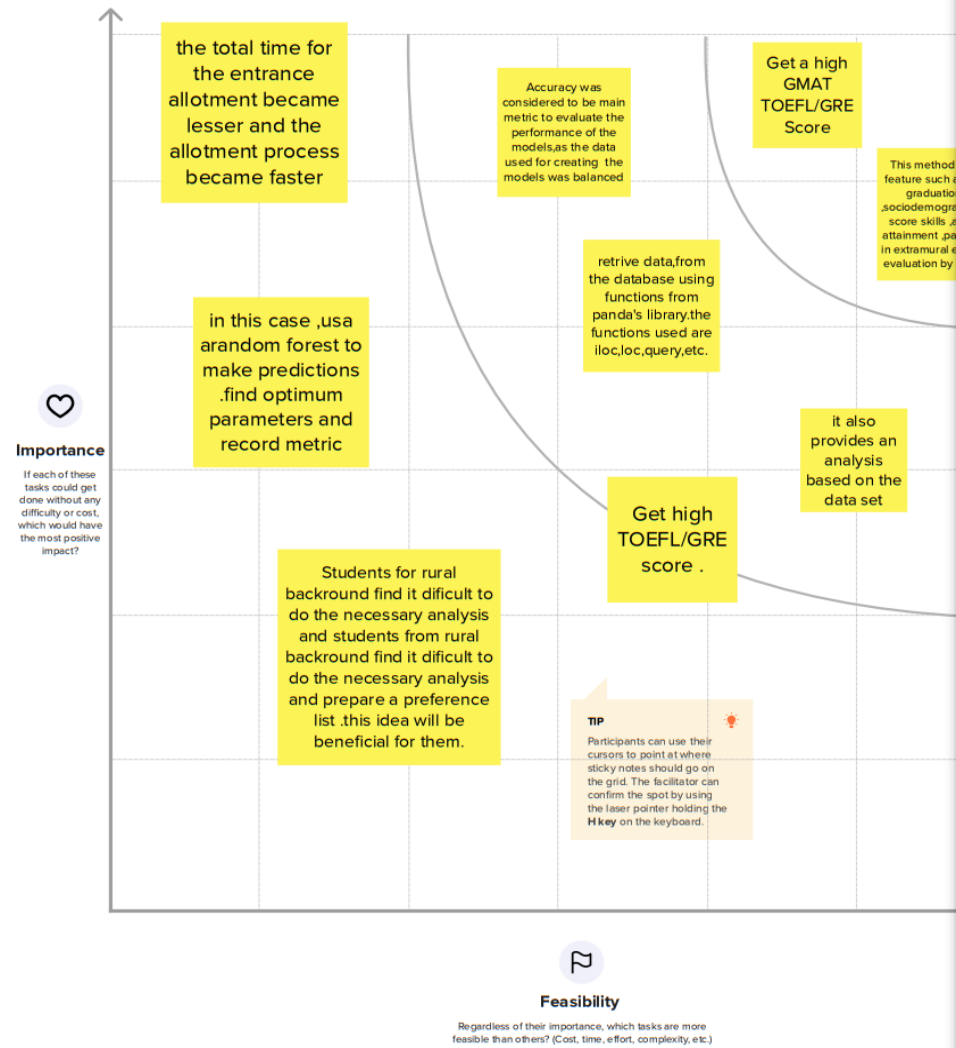 the total time for
the entrance
allotment became
lesser and the
allotment process
became faster
Accuracy was
considered to be main
metric to evaluate the
performance of the
models,as the data
used for creating the
models was balanced
Get a high
GMAT
TOEFL/GRE
Score
This method
feature such a
graduatio
,sociodemogra
score skills ,a
attainment ,pa
in extramural e
evaluation by
retrive data,from
the database using
functions from
panda's library.the
functions used are
iloc,loc,query,etc.
in this case ,usa
arandom forest to
make predictions
.find optimum
parameters and
record metric
it also
provides an
analysis
based on the
data set
Importance
If each of these
tasks could get
done without any
difficulty or cost,
which would have
the most positive
impact?
Get high
TOEFL/GRE
score .
Students for rural
backround find it dificult to
do the necessary analysis
and students from rural
backround find it dificult to
do the necessary analysis
and prepare a preference
list .this idea will be
beneficial for them.
TIP
Participants can use their
cursors to point at where
sticky notes should go on
the grid. The facilitator can
confirm the spot by using
the laser pointer holding the
H key on the keyboard.
Feasibility
Regardless of their importance, which tasks are more
feasible than others? (Cost, time, effort, complexity, etc.)